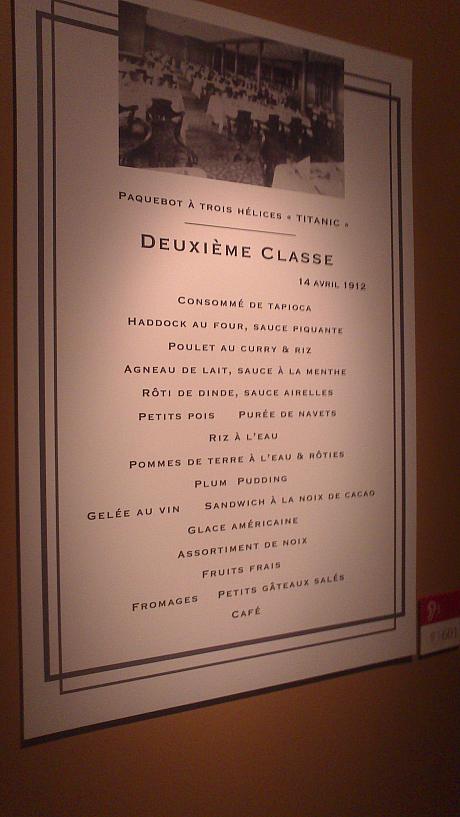 Paquebot à trois hélices « Titanic »
Deuxième Classe
14 avril 1912
Consommé de tapioca
Haddock au four, sauce piquante
Poulet au curry & riz
Agneau de lait, sauce à la menthe
Rôti de dinde, sauce airelles
Petits pois Purée de navets
Riz à l'eau
Pommes de terre à l'eau & rôties
Plum Pudding
Gelée au vin Sandwich à la noix de cacao
Glace américaine
Assortiment de noix
Fruits frais
Fromages Petits gâteaux salés
Café